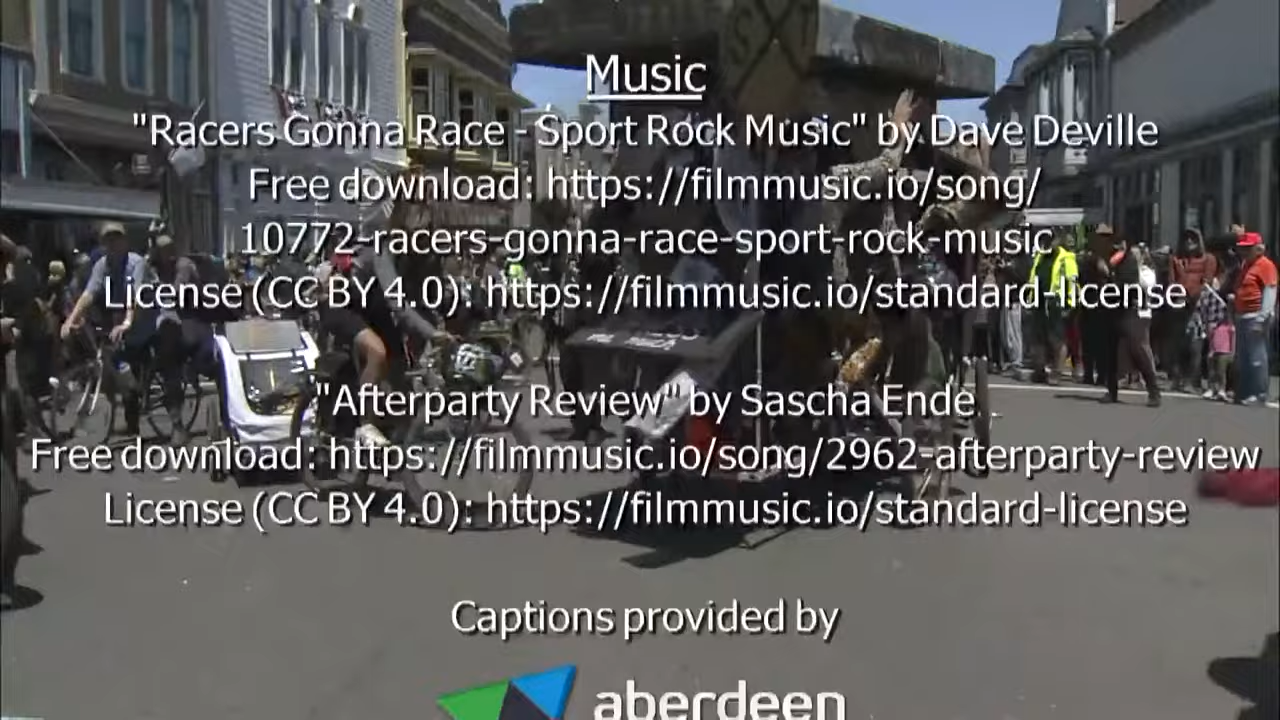 Music
"Racers Gonna Race - Sport Rock Music" by Dave Deville
Free download: https://filmmusic.io/song/
10772-racers-gonna-race-sport-rock-music
License (CC BY 4.0): https://filmmusic.io/standard-license
"Afterparty Review" by Sascha Ende
Free download: https://filmmusic.io/song/2962-afterparty-review
License (CC BY 4.0): https://filmmusic.io/standard-license
Captions provided by
aberdeen